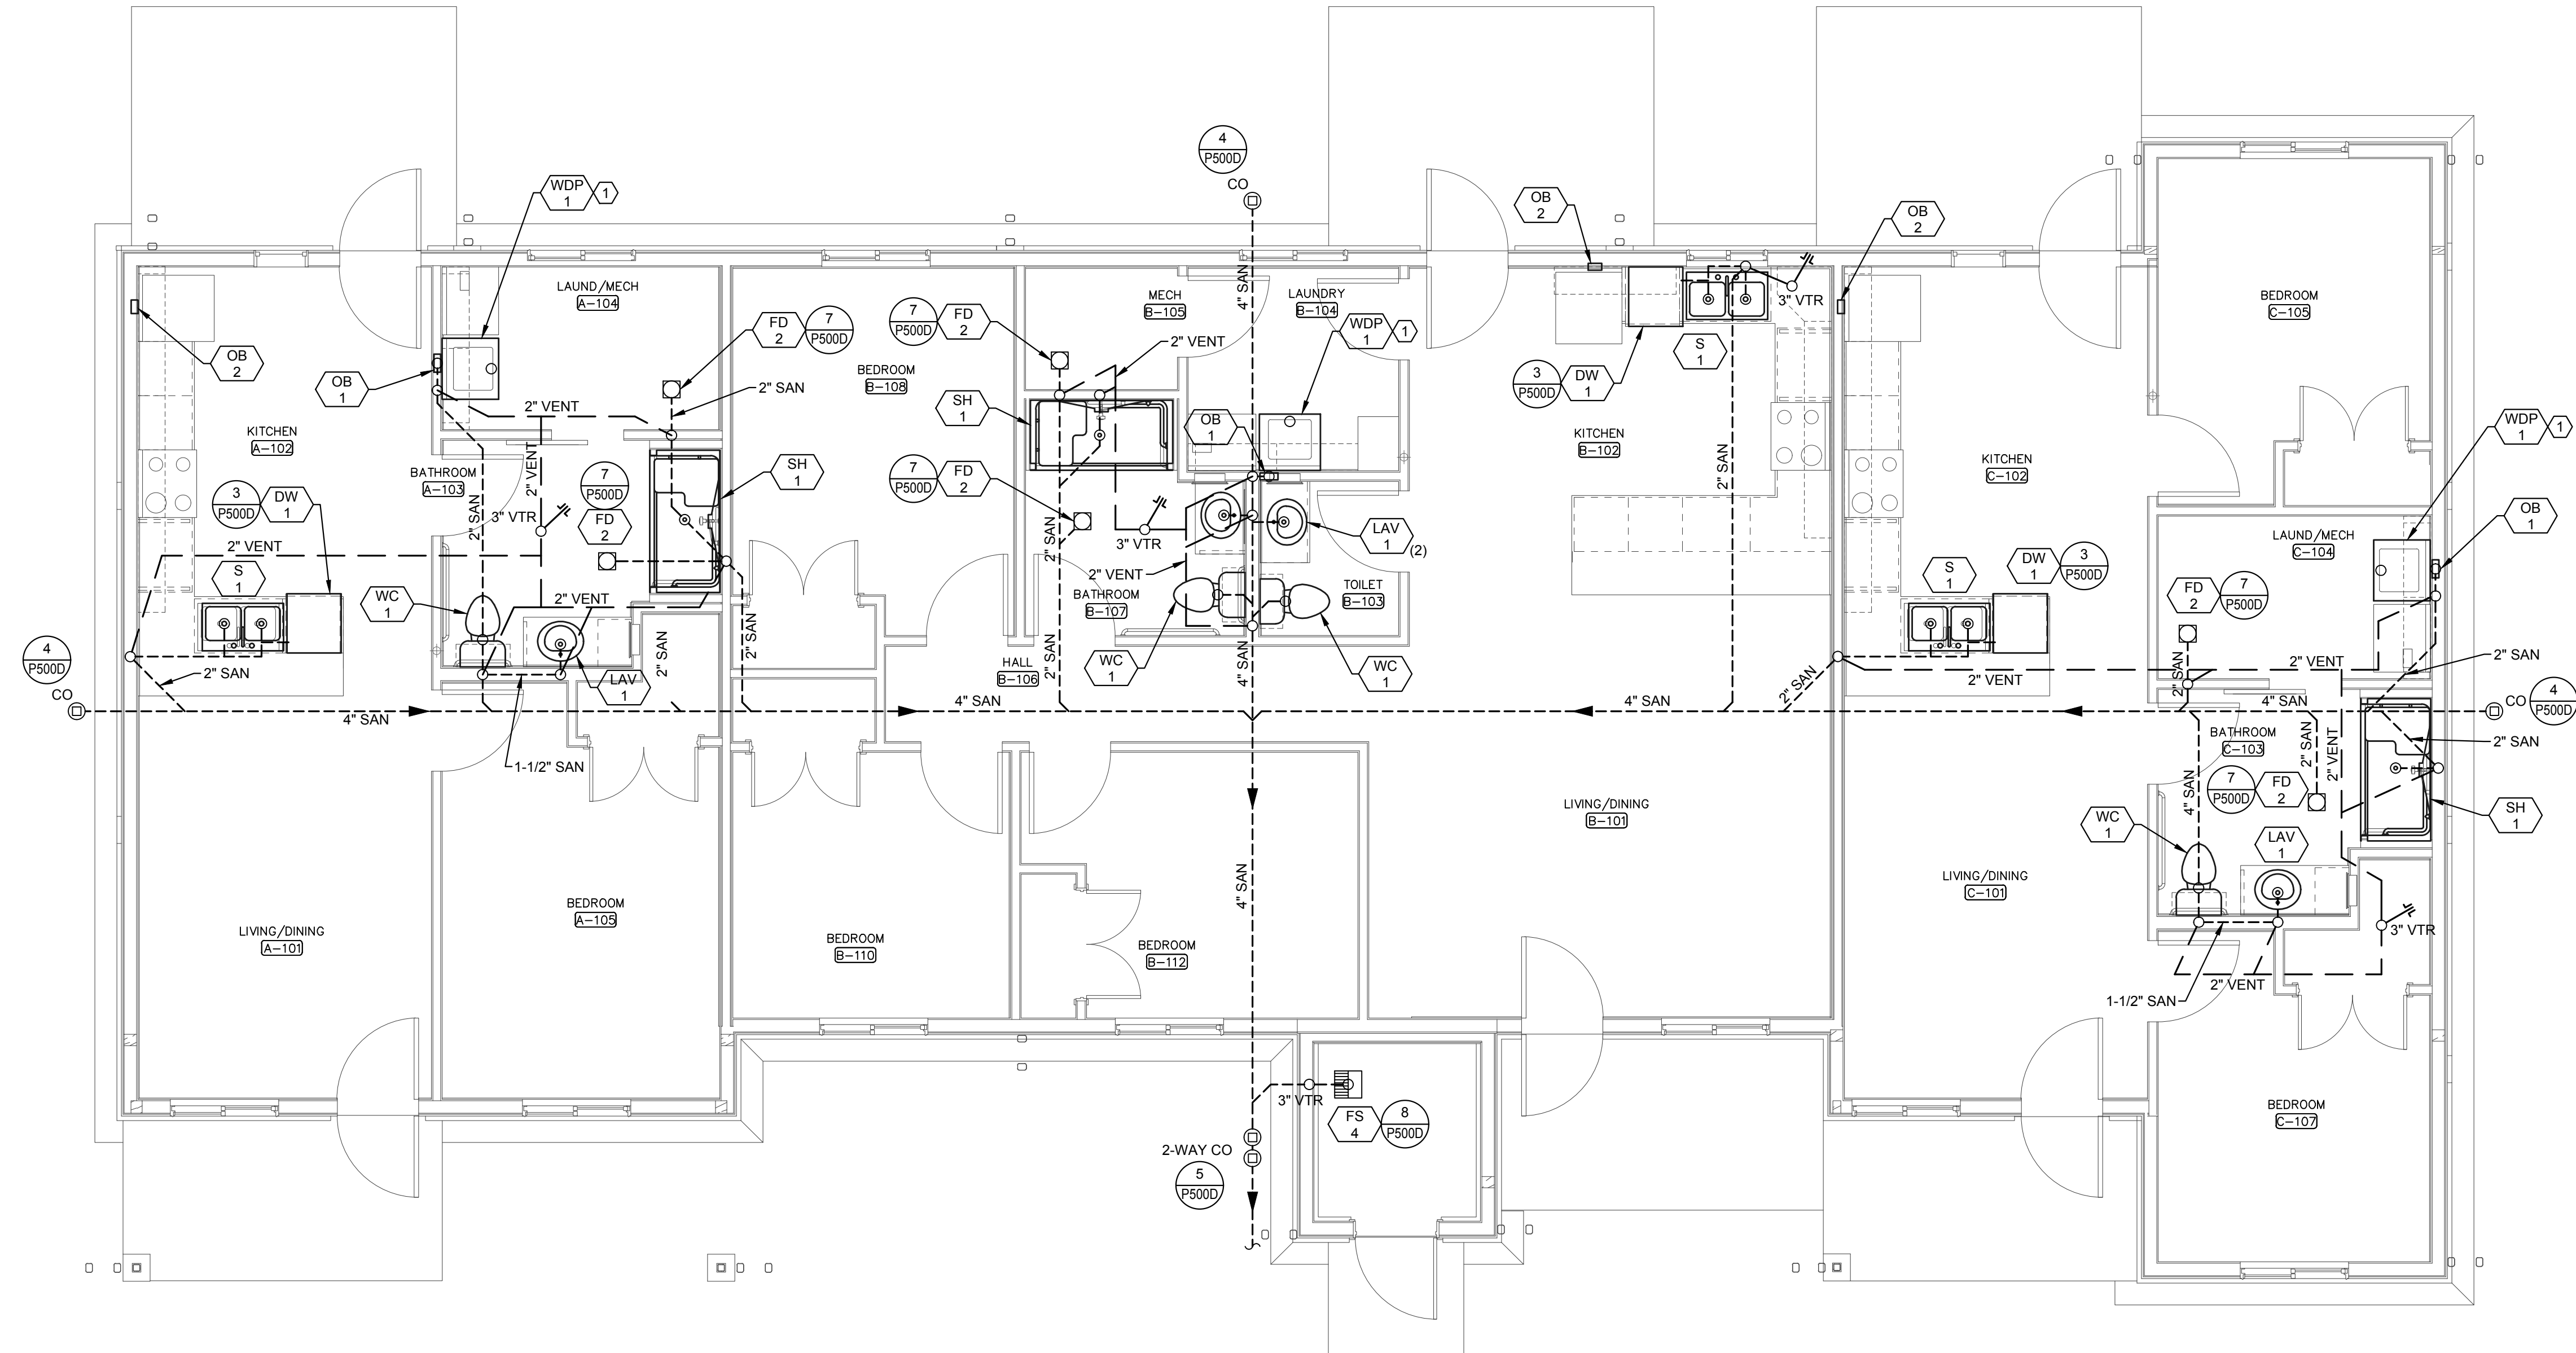 4
P500D
CO
WDP
1
1
OB
2
OB
2
LAUND/MECH
A-104
FD
2
7
P500D
7
P500D
FD
2
MECH
B-105
4" SAN
LAUNDRY
B-104
WDP
1
1
3" VTR
BEDROOM
C-105
2" VENT
S
1
OB
2
OB
1
2" SAN
BEDROOM
B-108
3
P500D
DW
1
SH
1
2" VENT
KITCHEN
A-102
OB
1
KITCHEN
B-102
WDP
1
1
BATHROOM
A-103
2" VENT
7
P500D
FD
2
SH
1
7
P500D
FD
2
2" SAN
KITCHEN
C-102
3
P500D
DW
1
2" SAN
3" VTR
3" VTR
LAV
1
(2)
OB
1
LAUND/MECH
C-104
2" VENT
S
1
2" SAN
2" VENT
S
1
DW
1
3
P500D
WC
1
2" VENT
BATHROOM
B-107
TOILET
B-103
FD
2
7
P500D
4
P500D
CO
2" SAN
2" SAN
2" SAN
HALL
B-106
2" SAN
WC
1
4" SAN
WC
1
2" SAN
2" VENT
2" VENT
2" SAN
2" SAN
LAV
1
4" SAN
4" SAN
4" SAN
4" SAN
CO
4
P500D
BATHROOM
C-103
2" SAN
2" VENT
2" SAN
1-1/2" SAN
4" SAN
7
P500D
FD
2
SH
1
WC
1
LIVING/DINING
B-101
LAV
1
LIVING/DINING
C-101
BEDROOM
A-105
4" SAN
LIVING/DINING
A-101
BEDROOM
B-110
BEDROOM
B-112
3" VTR
2" VENT
1-1/2" SAN
3" VTR
FS
4
8
P500D
BEDROOM
C-107
2-WAY CO
5
P500D